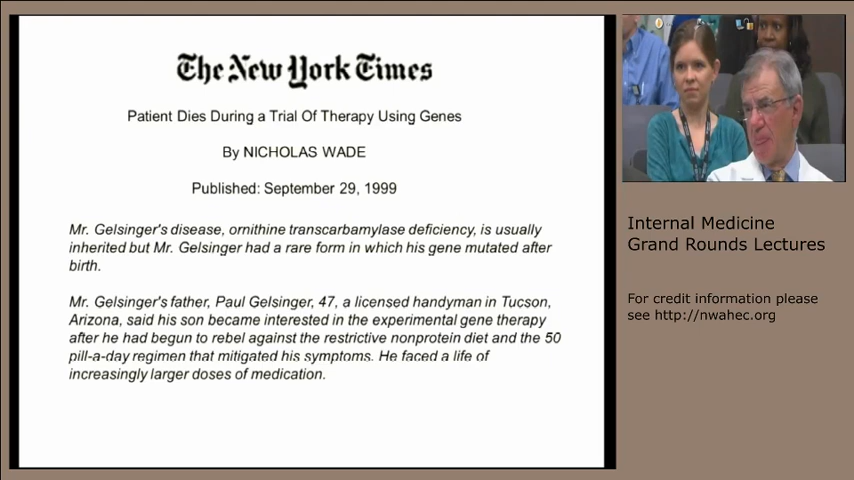 The New York Times
Patient Dies During a Trial Of Therapy Using Genes
By NICHOLAS WADE
Published: September 29, 1999
Mr. Gelsinger's disease, ornithine transcarbamylase deficiency, is usually
inherited but Mr. Gelsinger had a rare form in which his gene mutated after
birth.
Mr. Gelsinger's father, Paul Gelsinger, 47, a licensed handyman in Tucson,
Arizona, said his son became interested in the experimental gene therapy
after he had begun to rebel against the restrictive nonprotein diet and the 50
pill-a-day regimen that mitigated his symptoms. He faced a life of
increasingly larger doses of medication.
Internal Medicine
Grand Rounds Lectures
For credit information please
see http://nwahec.org